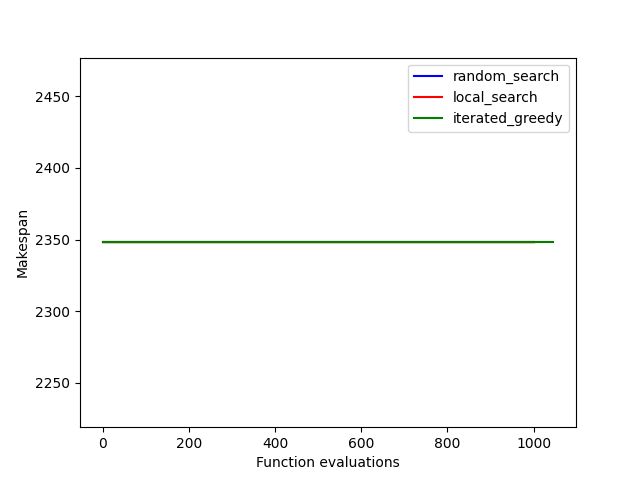 random_search
local_search
iterated_greedy
2450
2400
2350
2300
2250
Makespan
0 200 400 600 800 1000
Function evaluations